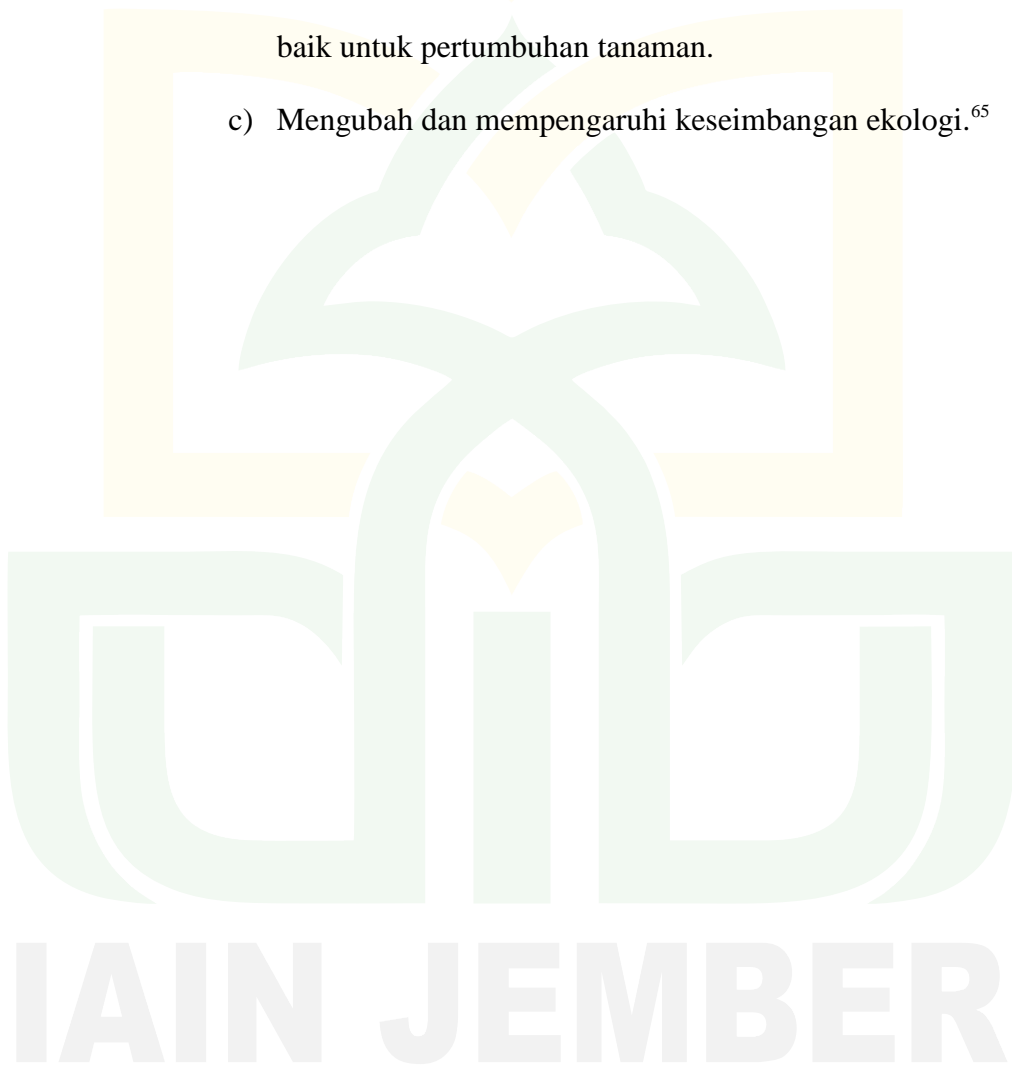 baik untuk pertumbuhan tanaman.
c) Mengubah dan mempengaruhi keseimbangan ekologi.65
IAIN JEMBER